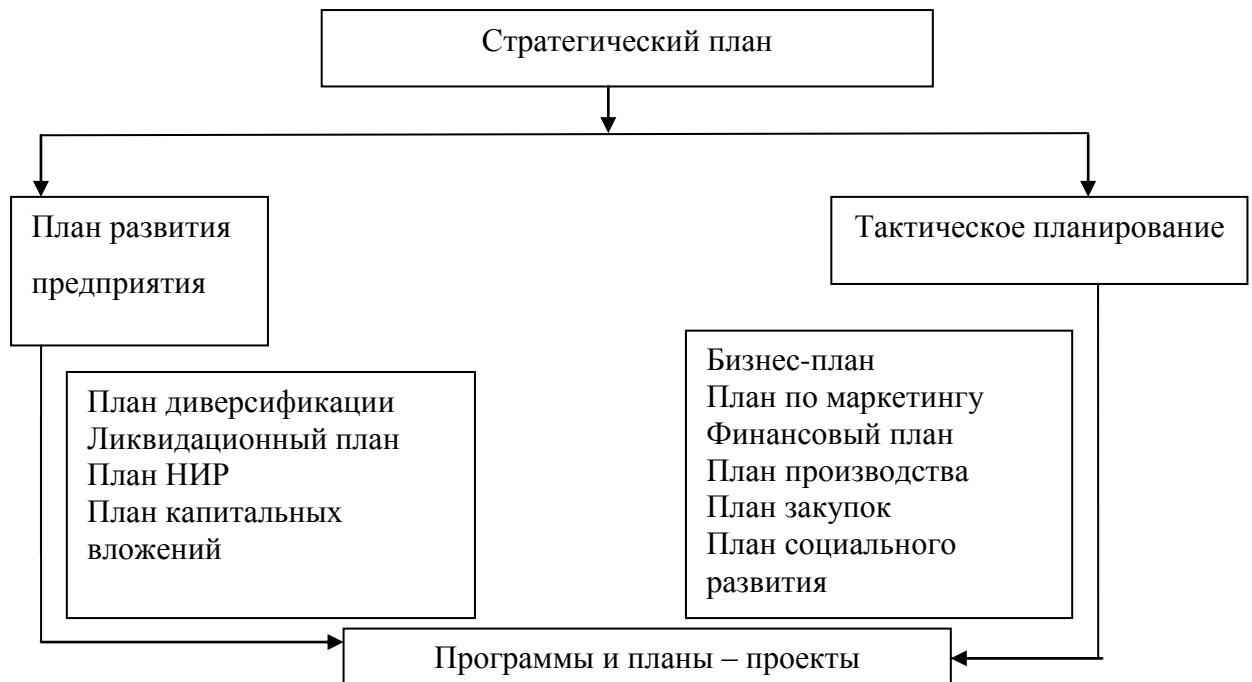 Стратегический план
План развития
предприятия
Тактическое планирование
План диверсификации
Ликвидационный план
План НИР
План капитальных
вложений
Бизнес-план
План по маркетингу
Финансовый план
План производства
План закупок
План социального
развития
Программы и планы – проекты